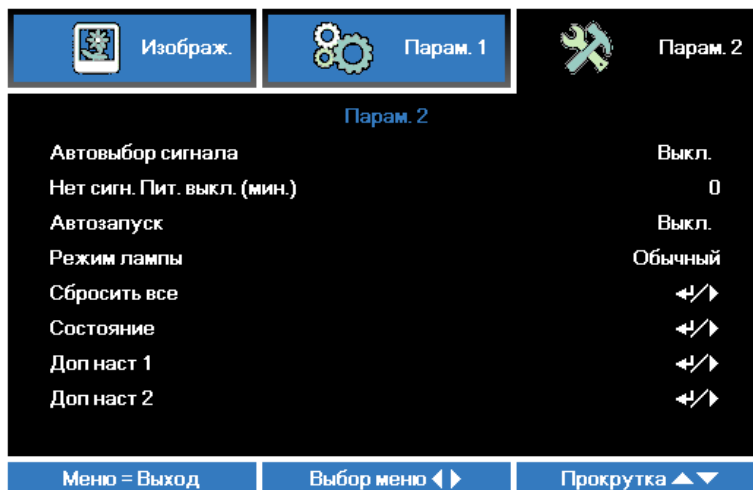 Изображ. Парам. 1 Парам. 2
Парам. 2
Автовыбор сигнала Выкл.
Нет сигн. Пит. выкл. (мин.) 0
Автозапуск Выкл.
Режим лампы Обычный
Сбросить все
Состояние
Доп наст 1
Доп наст 2
Меню = Выход Выбор меню Прокрутка